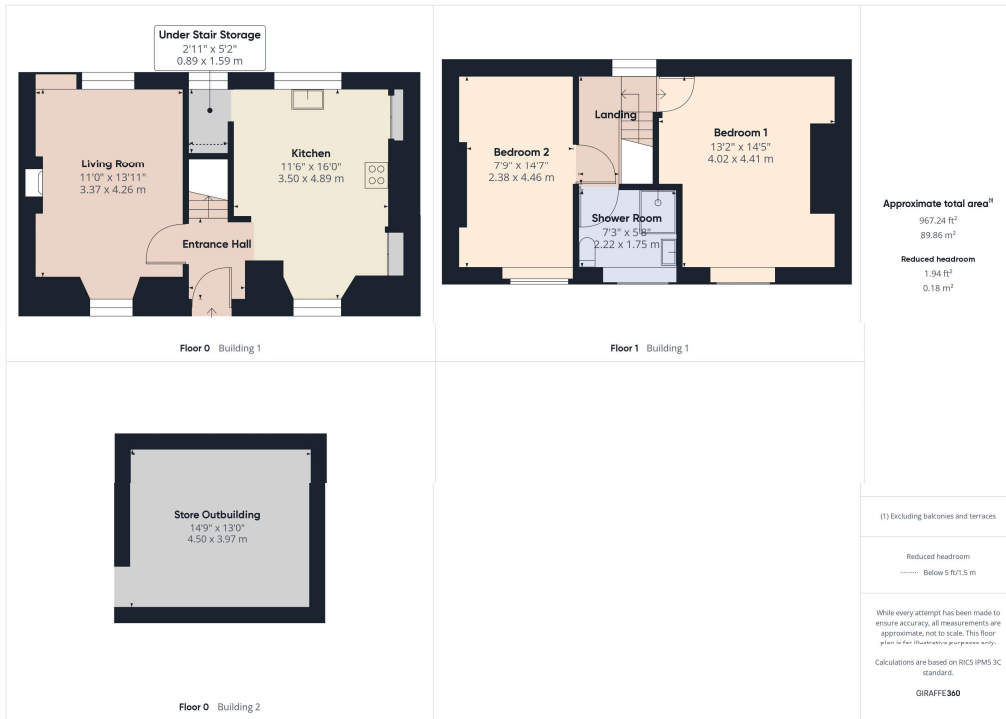 Under Stair Storage
2'11" x 5'2"
0.89 x 1.59 m
Living Room
11'0" x 13'11"
3.37 x 4.26 m
Kitchen
11'6" x 16'0"
3.50 x 4.89 m
Entrance Hall
Floor 0 Building 1
Landing
Bedroom 2
7'9" x 14'7"
2.38 x 4.46 m
Bedroom 1
13'2" x 14'5"
4.02 x 4.41 m
Shower Room
7'3" x 5'8"
2.22 x 1.75 m
Floor 1 Building 1
Store Outbuilding
14'9" x 13'0"
4.50 x 3.97 m
Floor 0 Building 2
Approximate total area(1)
967.24 ft²
89.86 m²
Reduced headroom
1.94 ft²
0.18 m²
(1) Excluding balconies and terraces
Reduced headroom
Below 5 ft/1.5 m
While every attempt has been made to
ensure accuracy, all measurements are
approximate, not to scale. This floor
plan is for illustrative purposes only.
Calculations are based on RICS IPMS 3C
standard.
GIRAFFE360